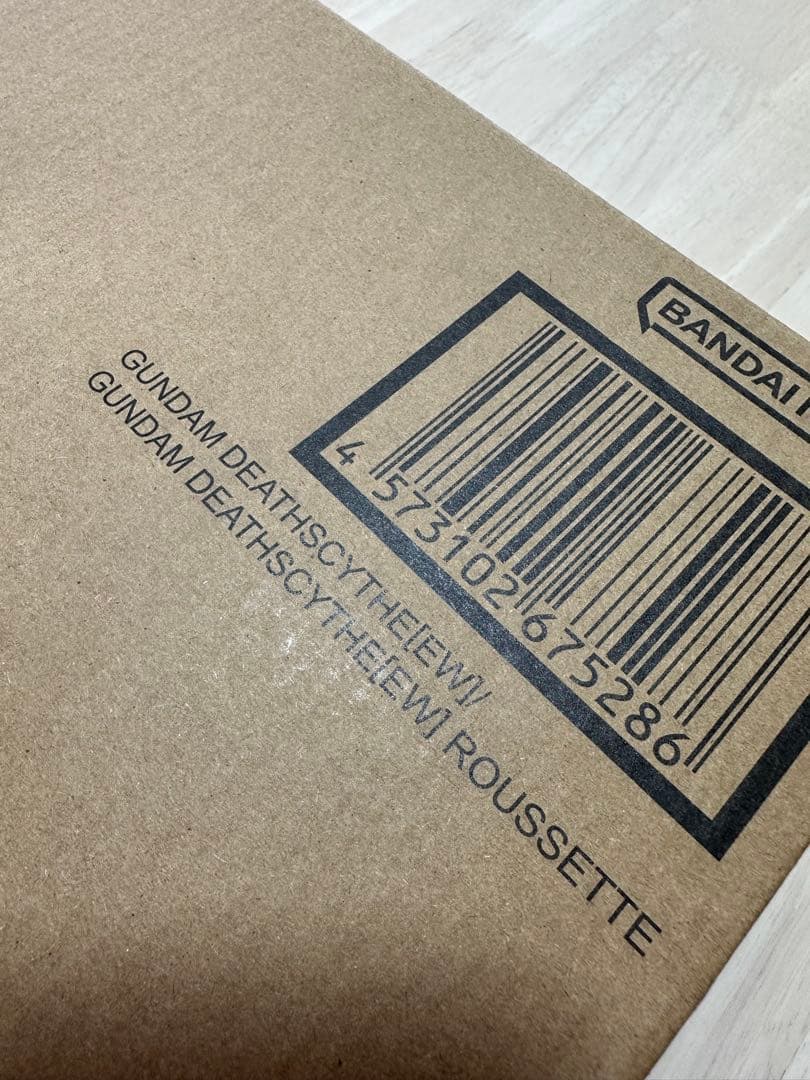 BANDAI
4 573102 675286
GUNDAM DEATHSCYTHE[EW]/
GUNDAM DEATHSCYTHE[EW] ROUSSETTE